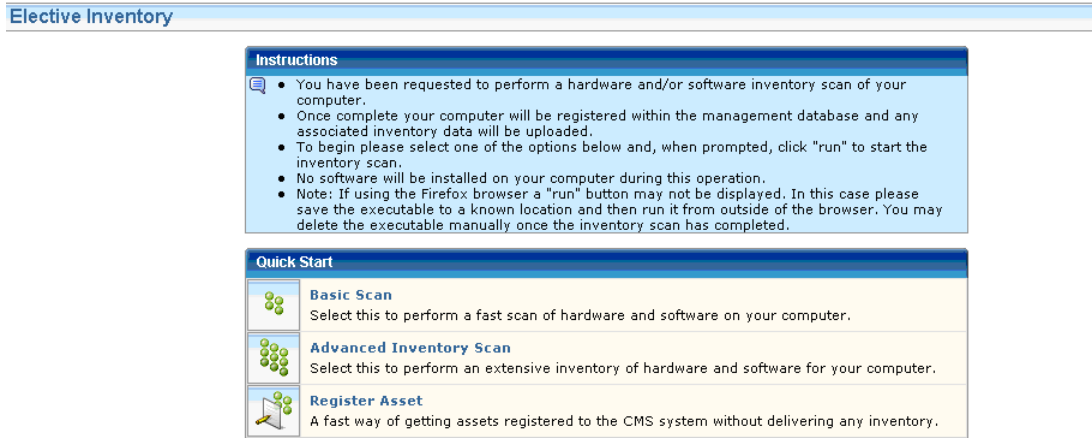 Elective Inventory
Instructions
● You have been requested to perform a hardware and/or software inventory scan of your
computer.
● Once complete your computer will be registered within the management database and any
associated inventory data will be uploaded.
● To begin please select one of the options below and, when prompted, click "run" to start the
inventory scan.
● No software will be installed on your computer during this operation.
● Note: If using the Firefox browser a "run" button may not be displayed. In this case please
save the executable to a known location and then run it from outside of the browser. You may
delete the executable manually once the inventory scan has completed.
Quick Start
Basic Scan
Select this to perform a fast scan of hardware and software on your computer.
Advanced Inventory Scan
Select this to perform an extensive inventory of hardware and software for your computer.
Register Asset
A fast way of getting assets registered to the CMS system without delivering any inventory.